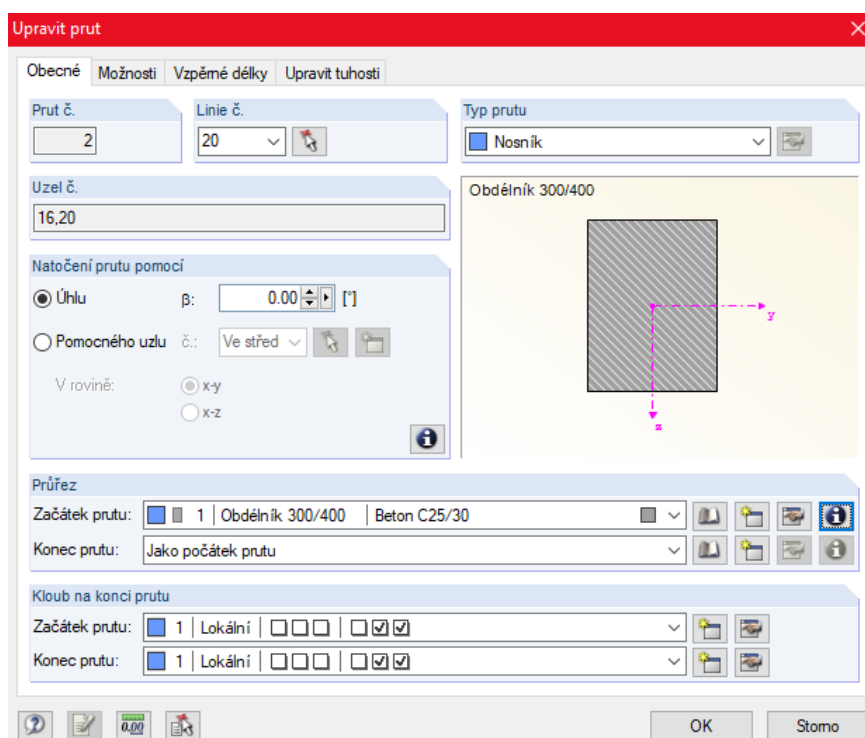 Upravit prut
Obecné Možnosti Vzpěrné délky Upravit tuhosti
Prut č. Linie č. Typ prutu
2 20 Nosník
Uzel č.
16,20
Obdélník 300/400
Natočení prutu pomocí
Úhlu β: 0.00 [°]
Pomocného uzlu č.: Ve střed
V rovině: x-y
x-z
y
z
Průřez
Začátek prutu: 1 Obdélník 300/400 Beton C25/30
Konec prutu: Jako počátek prutu
Kloub na konci prutu
Začátek prutu: 1 Lokální
Konec prutu: 1 Lokální
0.00
OK Storno